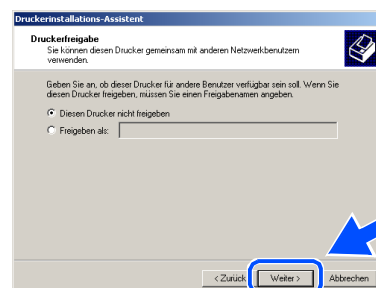 Druckerinstallations-Assistent
Druckerfreigabe
Sie können diesen Drucker gemeinsam mit anderen Netzwerkbenutzern
verwenden.
Geben Sie an, ob dieser Drucker für andere Benutzer verfügbar sein soll. Wenn Sie
diesen Drucker freigeben, müssen Sie einen Freigabenamen angeben.
Diesen Drucker nicht freigeben
Freigeben als:
< Zurück Weiter > Abbrechen